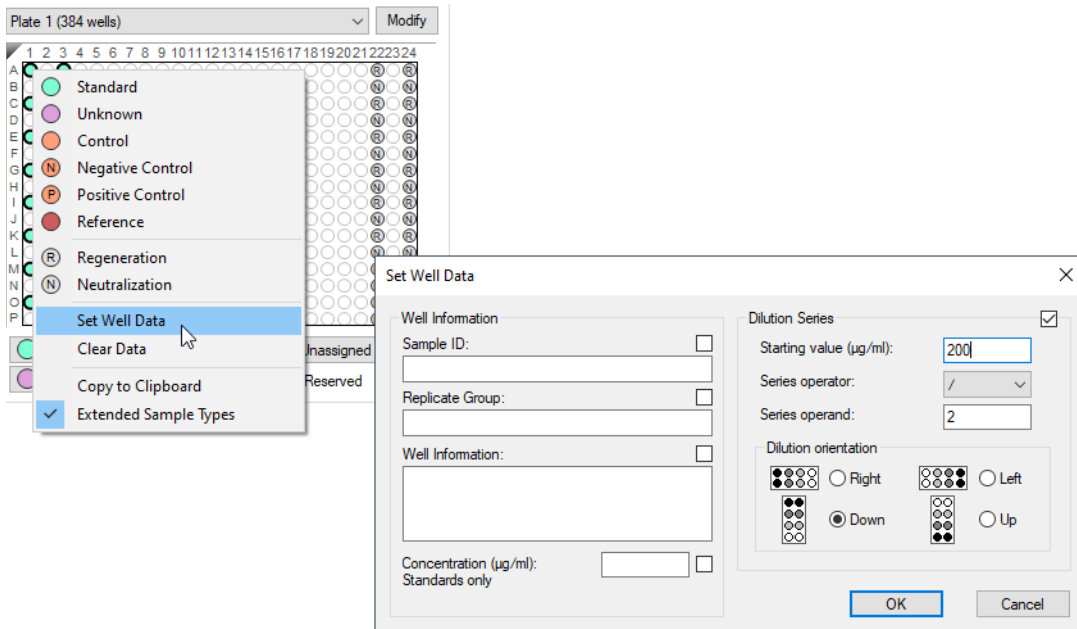 Plate 1 (384 wells)
Modify
1 2 3 4 5 6 7 8 9 10 11 12 13 14 15 16 17 18 19 20 21 22 23 24
A
B
C
D
E
F
G
H
I
J
K
L
M
N
O
P
R R
N N
R R
N N
R R
N N
R R
N N
R R
N N
R R
N N
Standard
Unknown
Control
N Negative Control
P Positive Control
Reference
R Regeneration
N Neutralization
Set Well Data
Clear Data
Copy to Clipboard
Extended Sample Types
Reserved
Set Well Data
Well Information
Sample ID:
Replicate Group:
Well Information:
Concentration (µg/ml):
Standards only
Dilution Series
Starting value (µg/ml):
200
Series operator:
/
Series operand:
2
Dilution orientation
Right
Left
Down
Up
OK
Cancel